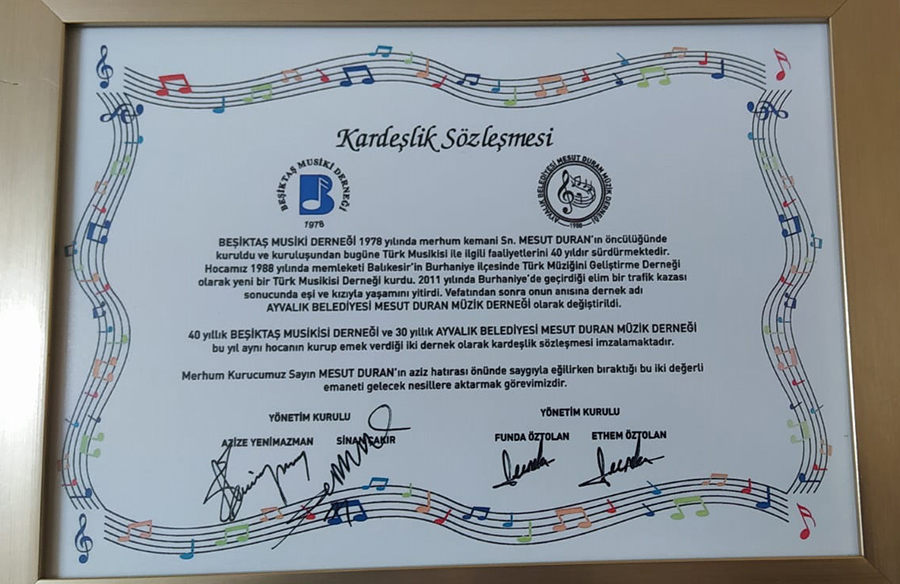 Kardeşlik Sözleşmesi
BEŞİKTAŞ MUSİKİ DERNEĞİ
1978
AYVALIK BELEDİYESİ MESUT DURAN MÜZİK DERNEĞİ
1988
BEŞİKTAŞ MUSİKİ DERNEĞİ 1978 yılında merhum kemani Sn. MESUT DURAN'ın öncülüğünde
kuruldu ve kuruluşundan bugüne Türk Musikisi ile ilgili faaliyetlerini 40 yıldır sürdürmektedir.
Hocamız 1988 yılında memleketi Balıkesir'in Burhaniye ilçesinde Türk Müziğini Geliştirme Derneği
olarak yeni bir Türk Musikisi Derneği kurdu. 2011 yılında Burhaniye'de geçirdiği elim bir trafik kazası
sonucunda eşi ve kızıyla yaşamını yitirdi. Vefatından sonra onun anısına dernek adı
AYVALIK BELEDİYESİ MESUT DURAN MÜZİK DERNEĞİ olarak değiştirildi.
40 yıllık BEŞİKTAŞ MUSİKİSİ DERNEĞİ ve 30 yıllık AYVALIK BELEDİYESİ MESUT DURAN MÜZİK DERNEĞİ
bu yıl aynı hocanın kurup emek verdiği iki dernek olarak kardeşlik sözleşmesi imzalamaktadır.
Merhum Kurucumuz Sayın MESUT DURAN'ın aziz hatırası önünde saygıyla eğilirken bıraktığı bu iki değerli
emaneti gelecek nesillere aktarmak görevimizdir.
YÖNETİM KURULU
AZİZE YENİMAZMAN SİNAN ÇAKIR
YÖNETİM KURULU
FUNDA ÖZTOLAN ETHEM ÖZTOLAN